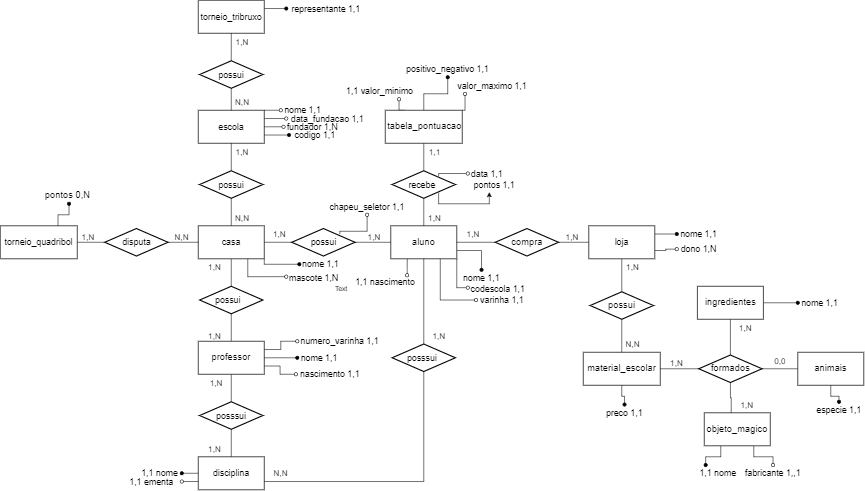 torneio_tribruxo
representante 1,1
1,N
possui
N,N
escola
nome 1,1
data_fundacao 1,1
fundador 1,N
codigo 1,1
1,N
possui
N,N
positivo_negativo 1,1
1,1 valor_minimo
valor_maximo 1,1
tabela_pontuacao
1,1
recebe
data 1,1
pontos 1,1
1,N
pontos 0,N
torneio_quadribol
1,N
disputa
N,N
casa
1,N
possui
chapeu_seletor 1,1
1,N
aluno
1,N
compra
1,N
loja
nome 1,1
dono 1,N
nome 1,1
mascote 1,N
Text
1,1 nascimento
nome 1,1
codescola 1,1
varinha 1,1
1,N
possui
1,N
professor
numero_varinha 1,1
nome 1,1
nascimento 1,1
1,N
posssui
1,N
disciplina
1,1 nome
1,1 ementa
N,N
1,N
posssui
1,N
possui
N,N
material_escolar
preco 1,1
1,N
formados
ingredientes
nome 1,1
1,N
0,0
animais
especie 1,1
1,N
objeto_magico
1,1 nome
fabricante 1,,1